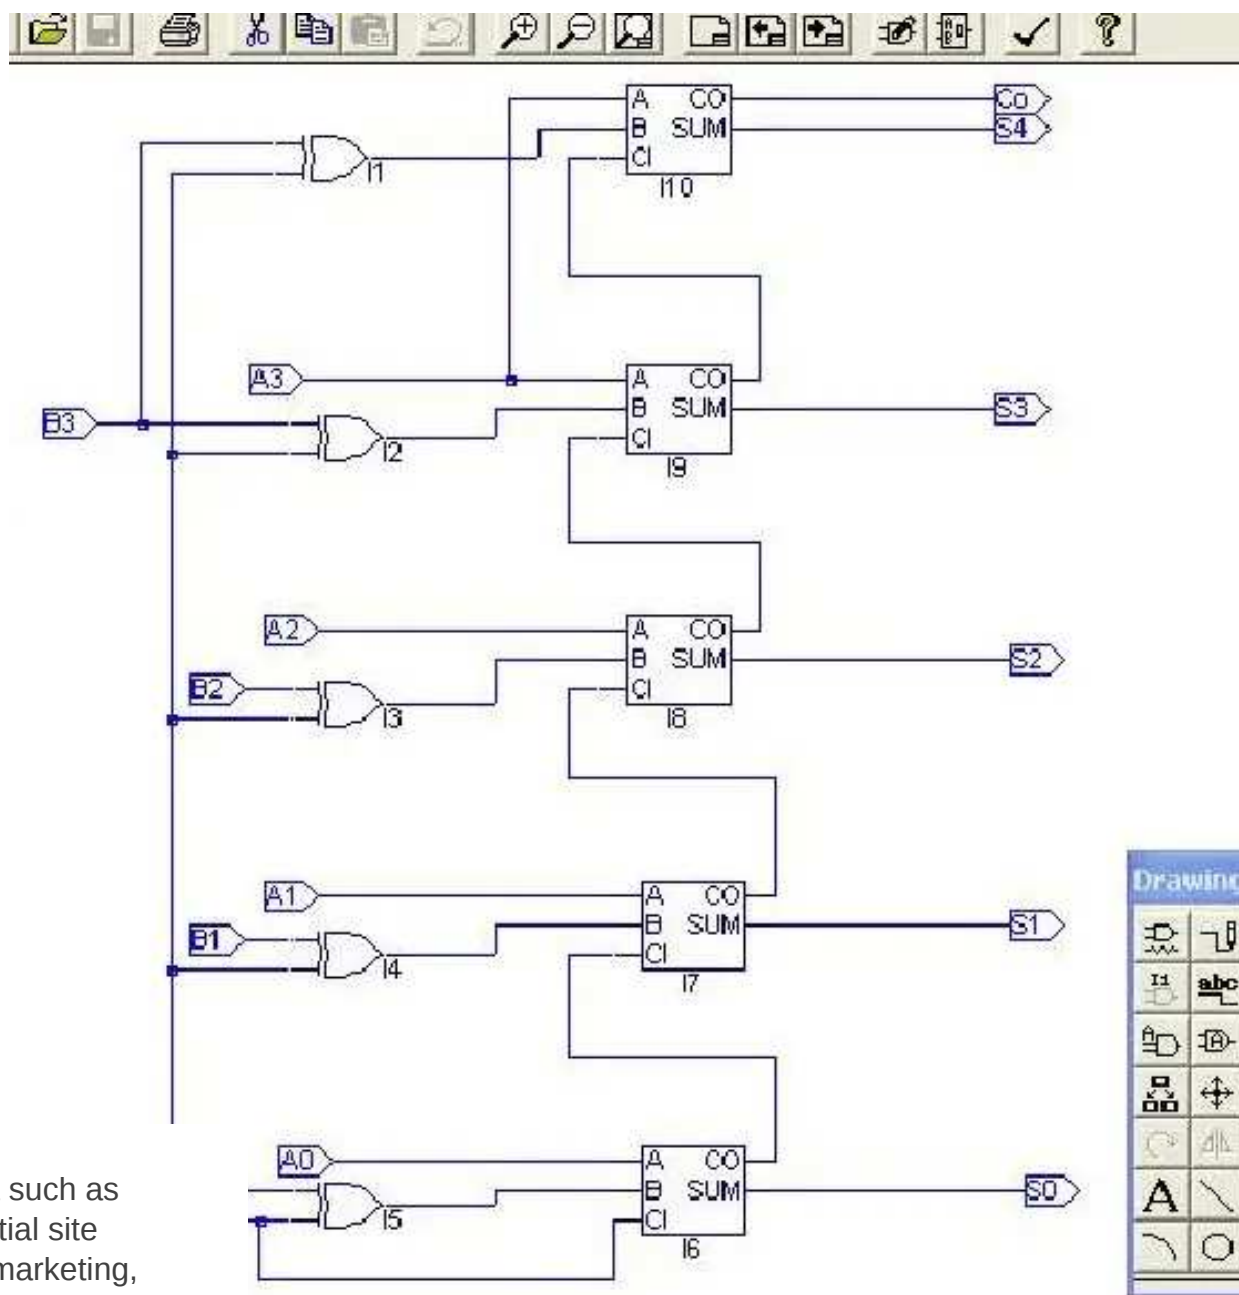 A CO Co
B SUM S4
CI
I1
I10
A3
A CO
B SUM S3
CI
B3
I2
I9
A2
A CO
B SUM S2
CI
B2
I3
I8
A1
A CO
B SUM S1
CI
B1
I4
I7
Drawing
I1
abc
A
A
A0
A CO
B SUM S0
CI
I5
I6
A
such as
tial site
marketing,